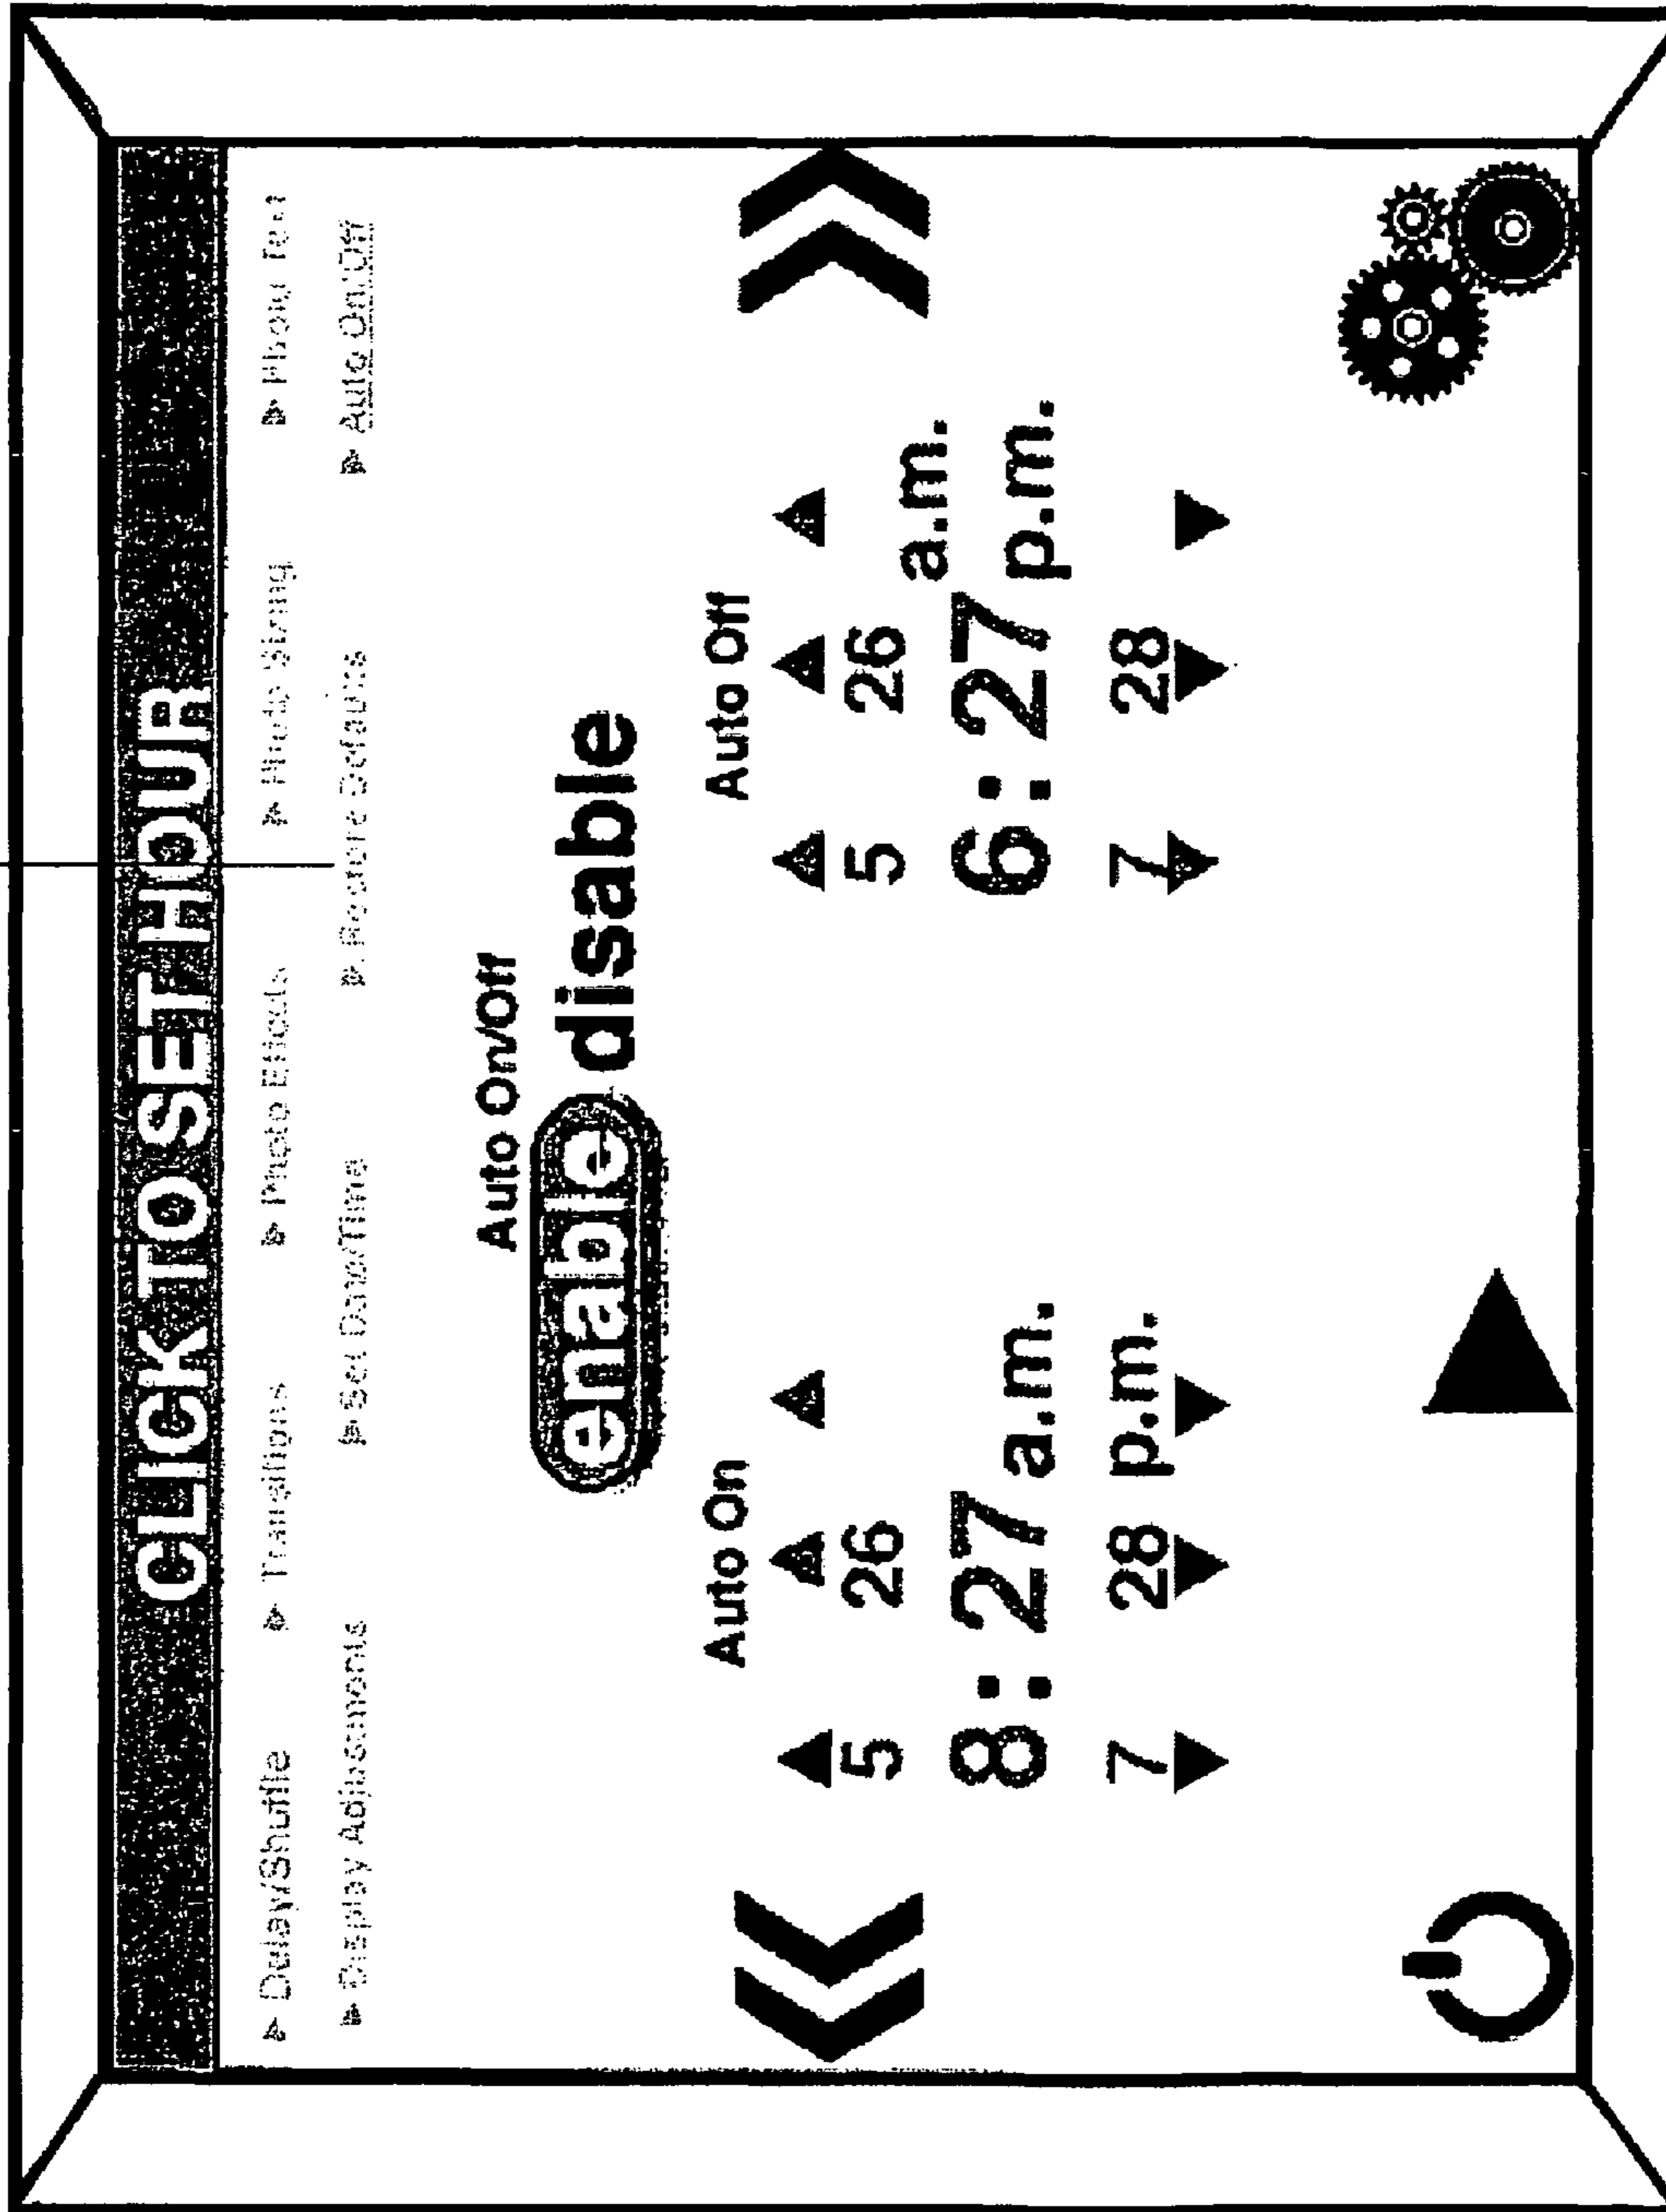 CLICK TO SET HOUR
▶ Delay/Shuffle ▶ Transitions ▶ Photo Effects ▶ Photo Sizing ▶ Photo Text
▶ Display Adjustments ▶ Set Date/Time ▶ Restore Defaults ▶ Auto On/Off
Auto On/Off
enable disable
Auto On Auto Off
5 26 5 26 a.m.
8 : 27 a.m. 6 : 27 p.m.
7 28 p.m. 7 28